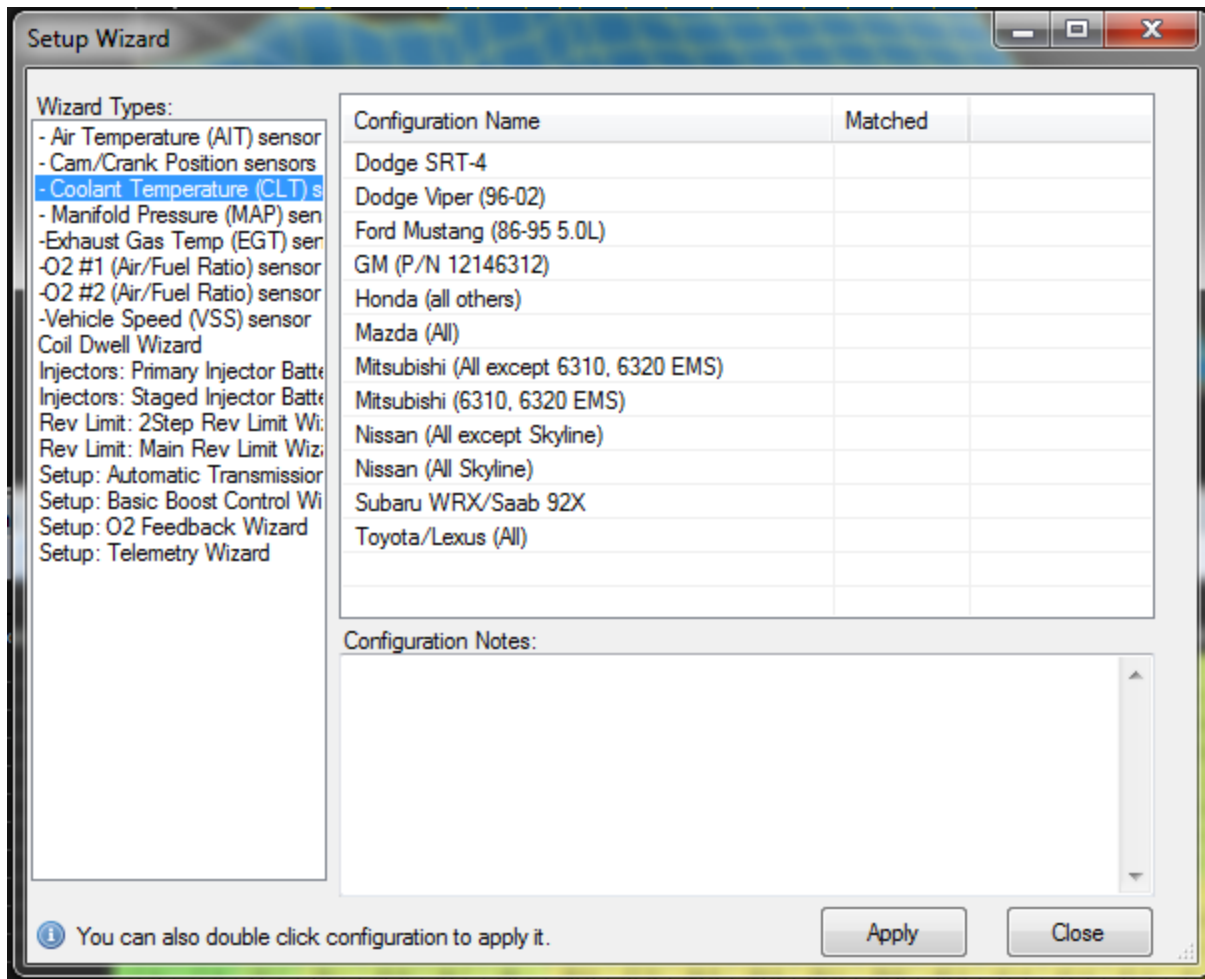 Setup Wizard
Wizard Types:
- Air Temperature (AIT) sensor
- Cam/Crank Position sensors
- Coolant Temperature (CLT) s
- Manifold Pressure (MAP) sen
-Exhaust Gas Temp (EGT) sen
-O2 #1 (Air/Fuel Ratio) sensor
-O2 #2 (Air/Fuel Ratio) sensor
-Vehicle Speed (VSS) sensor
Coil Dwell Wizard
Injectors: Primary Injector Batte
Injectors: Staged Injector Batte
Rev Limit: 2Step Rev Limit Wi
Rev Limit: Main Rev Limit Wiz
Setup: Automatic Transmission
Setup: Basic Boost Control Wi
Setup: O2 Feedback Wizard
Setup: Telemetry Wizard
Configuration Name Matched
Dodge SRT-4
Dodge Viper (96-02)
Ford Mustang (86-95 5.0L)
GM (P/N 12146312)
Honda (all others)
Mazda (All)
Mitsubishi (All except 6310, 6320 EMS)
Mitsubishi (6310, 6320 EMS)
Nissan (All except Skyline)
Nissan (All Skyline)
Subaru WRX/Saab 92X
Toyota/Lexus (All)
Configuration Notes:
You can also double click configuration to apply it.
Apply
Close